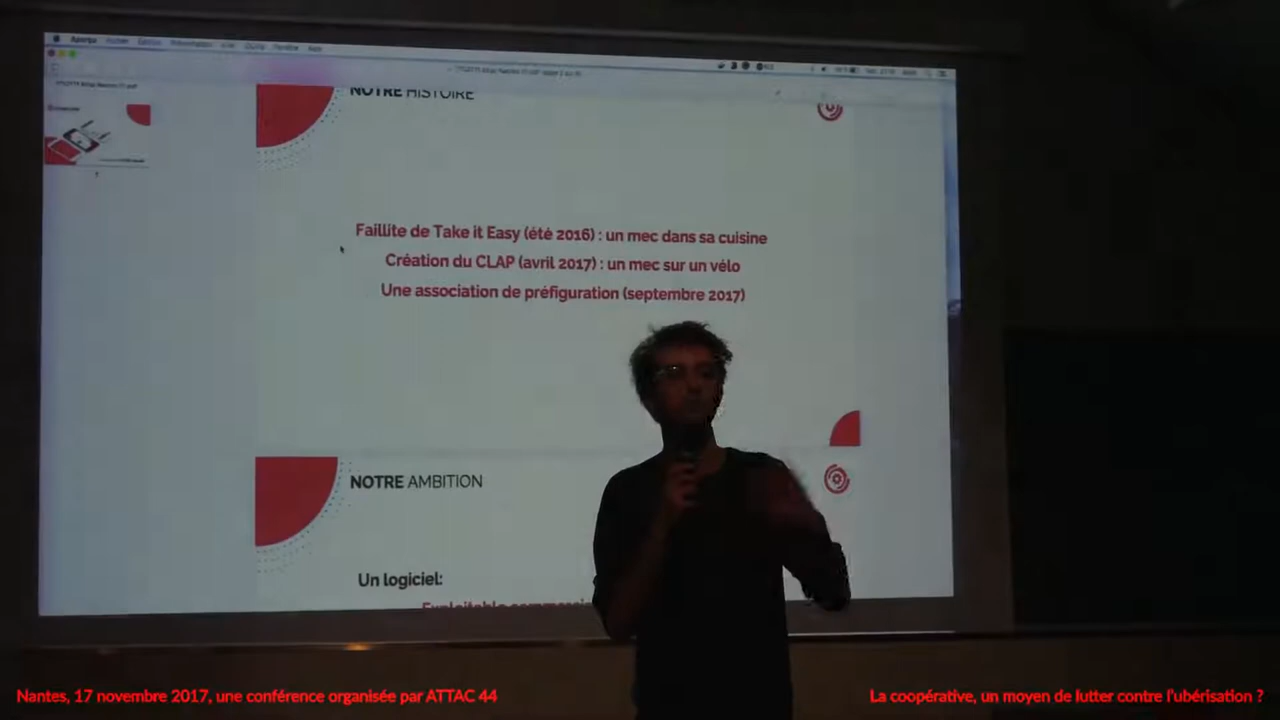 NOTRE HISTOIRE
Faillite de Take it Easy (été 2016) : un mec dans sa cuisine
Création du CLAP (avril 2017) : un mec sur un vélo
Une association de préfiguration (septembre 2017)
NOTRE AMBITION
Un logiciel:
Nantes, 17 novembre 2017, une conférence organisée par ATTAC 44
La coopérative, un moyen de lutter contre l'ubérisation ?